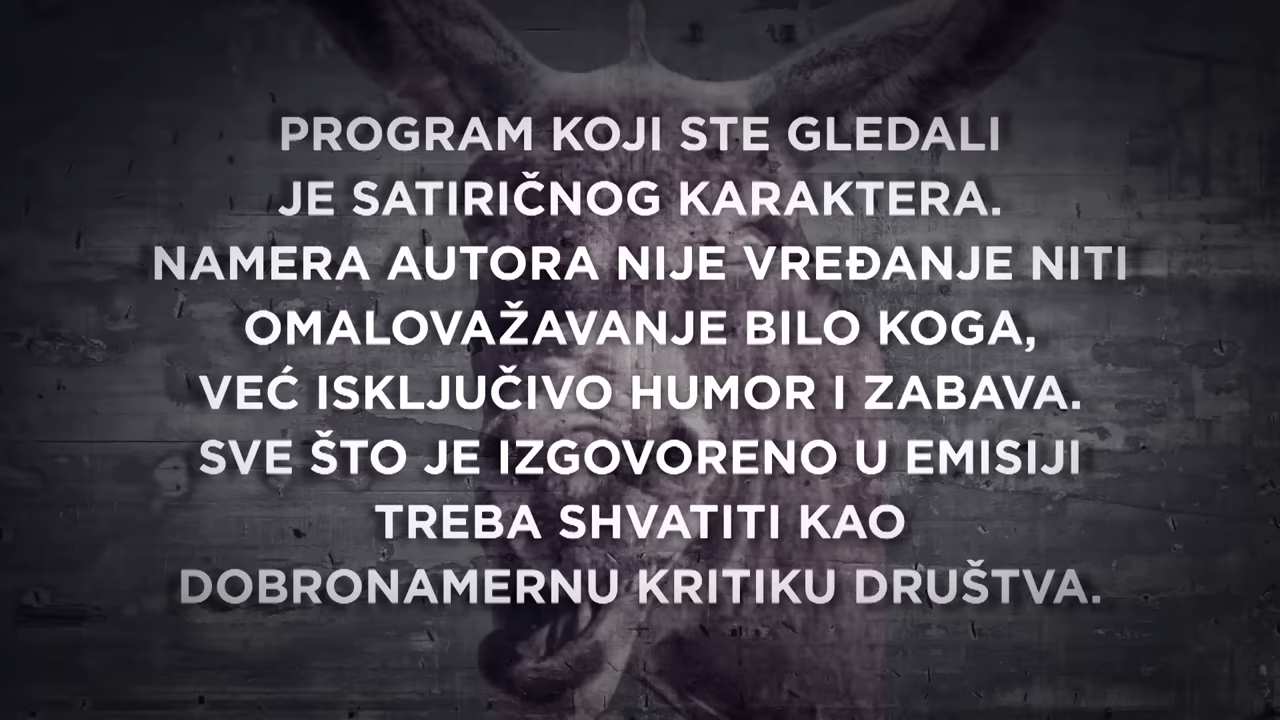 PROGRAM KOJI STE GLEDALI
JE SATIRIČNOG KARAKTERA.
NAMERA AUTORA NIJE VREĐANJE NITI
OMALOVAŽAVANJE BILO KOGA,
VEĆ ISKLJUČIVO HUMOR I ZABAVA.
SVE ŠTO JE IZGOVORENO U EMISIJI
TREBA SHVATITI KAO
DOBRONAMERNU KRITIKU DRUŠTVA.